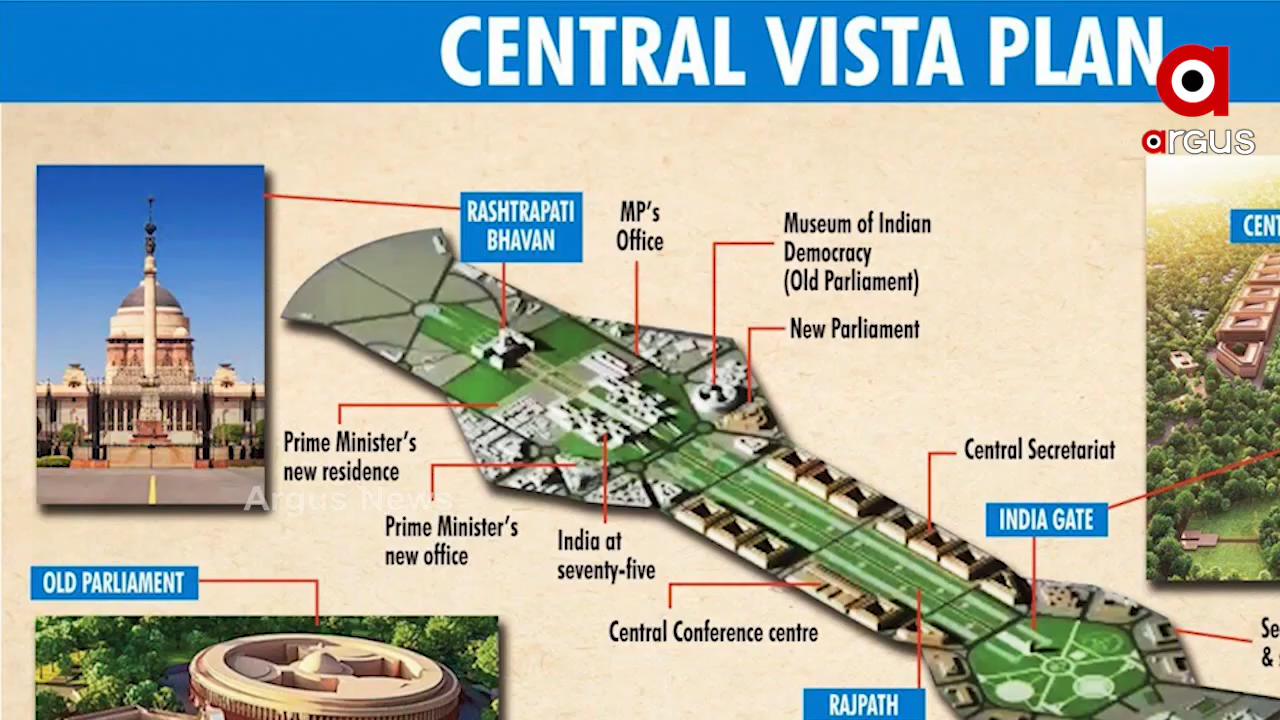 CENTRAL VISTA PLAN
argus
RASHTRAPATI
BHAVAN
MP's
Office
Museum of Indian
Democracy
(Old Parliament)
New Parliament
CENT
Prime Minister's
new residence
Argus News
Prime Minister's
new office
India at
seventy-five
Central Secretariat
INDIA GATE
OLD PARLIAMENT
Central Conference centre
RAJPATH
Se
&